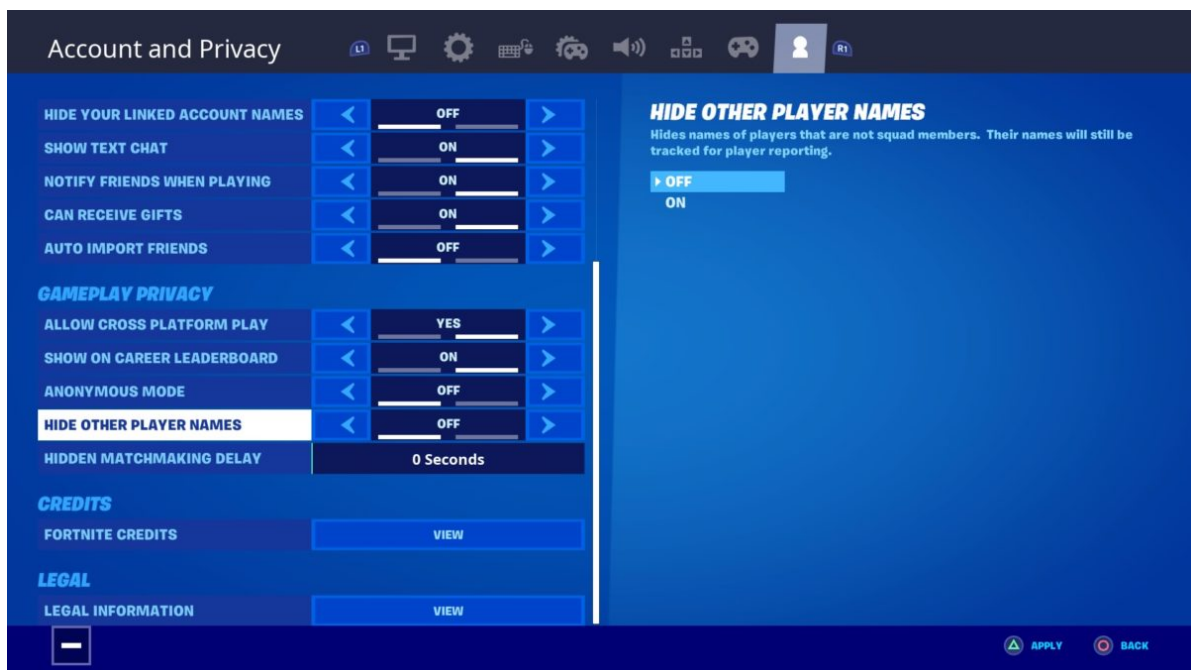 Account and Privacy
L1
R1
HIDE YOUR LINKED ACCOUNT NAMES OFF
SHOW TEXT CHAT ON
NOTIFY FRIENDS WHEN PLAYING ON
CAN RECEIVE GIFTS ON
AUTO IMPORT FRIENDS OFF
GAMEPLAY PRIVACY
ALLOW CROSS PLATFORM PLAY YES
SHOW ON CAREER LEADERBOARD ON
ANONYMOUS MODE OFF
HIDE OTHER PLAYER NAMES OFF
HIDDEN MATCHMAKING DELAY 0 Seconds
CREDITS
FORTNITE CREDITS VIEW
LEGAL
LEGAL INFORMATION VIEW
HIDE OTHER PLAYER NAMES
Hides names of players that are not squad members. Their names will still be
tracked for player reporting.
OFF
ON
APPLY
BACK